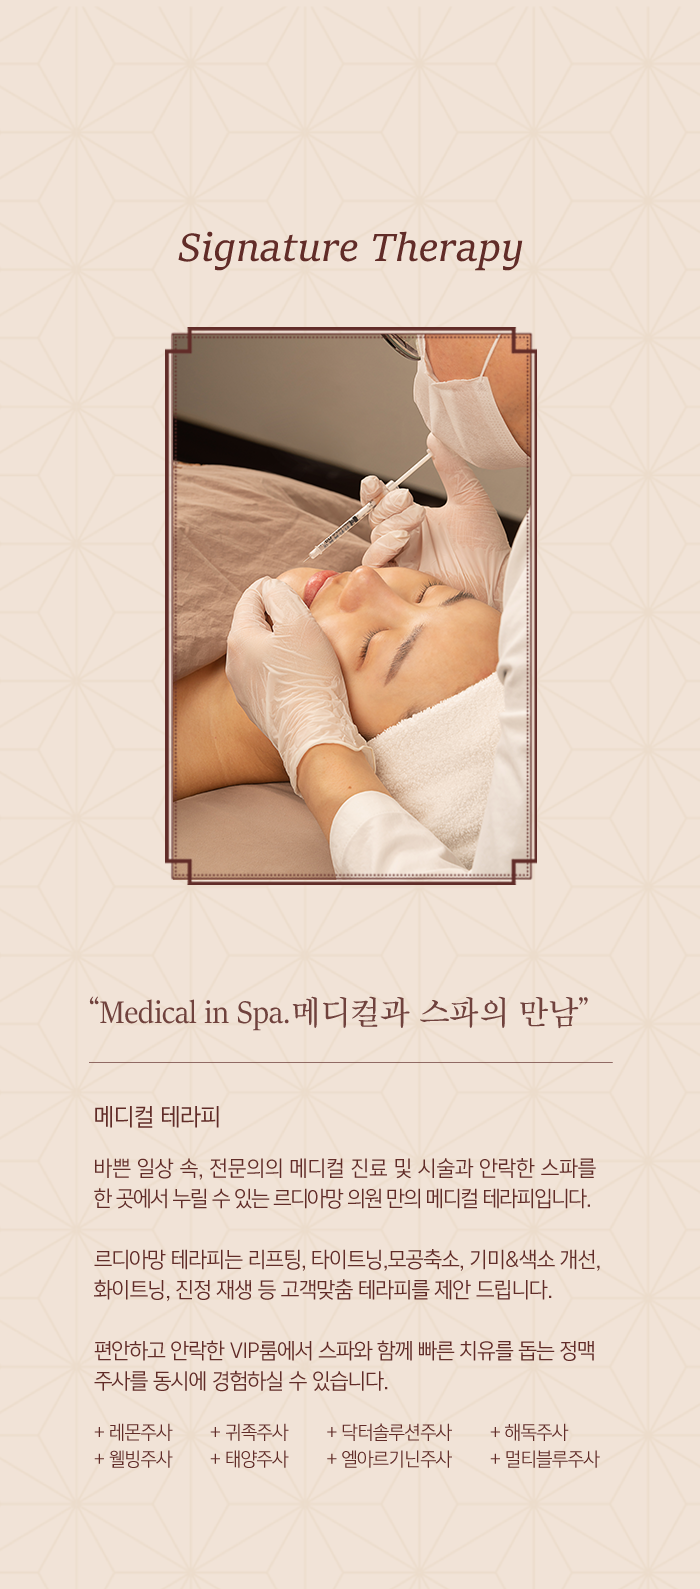 Signature Therapy
“Medical in Spa.메디컬과 스파의 만남”
메디컬 테라피
바쁜 일상 속, 전문의의 메디컬 진료 및 시술과 안락한 스파를
한 곳에서 누릴 수 있는 르디아망 의원 만의 메디컬 테라피입니다.
르디아망 테라피는 리프팅, 타이트닝,모공축소, 기미&색소 개선,
화이트닝, 진정 재생 등 고객맞춤 테라피를 제안 드립니다.
편안하고 안락한 VIP룸에서 스파와 함께 빠른 치유를 돕는 정맥
주사를 동시에 경험하실 수 있습니다.
+ 레몬주사 + 귀족주사 + 닥터솔루션주사 + 해독주사
+ 웰빙주사 + 태양주사 + 엘아르기닌주사 + 멀티블루주사